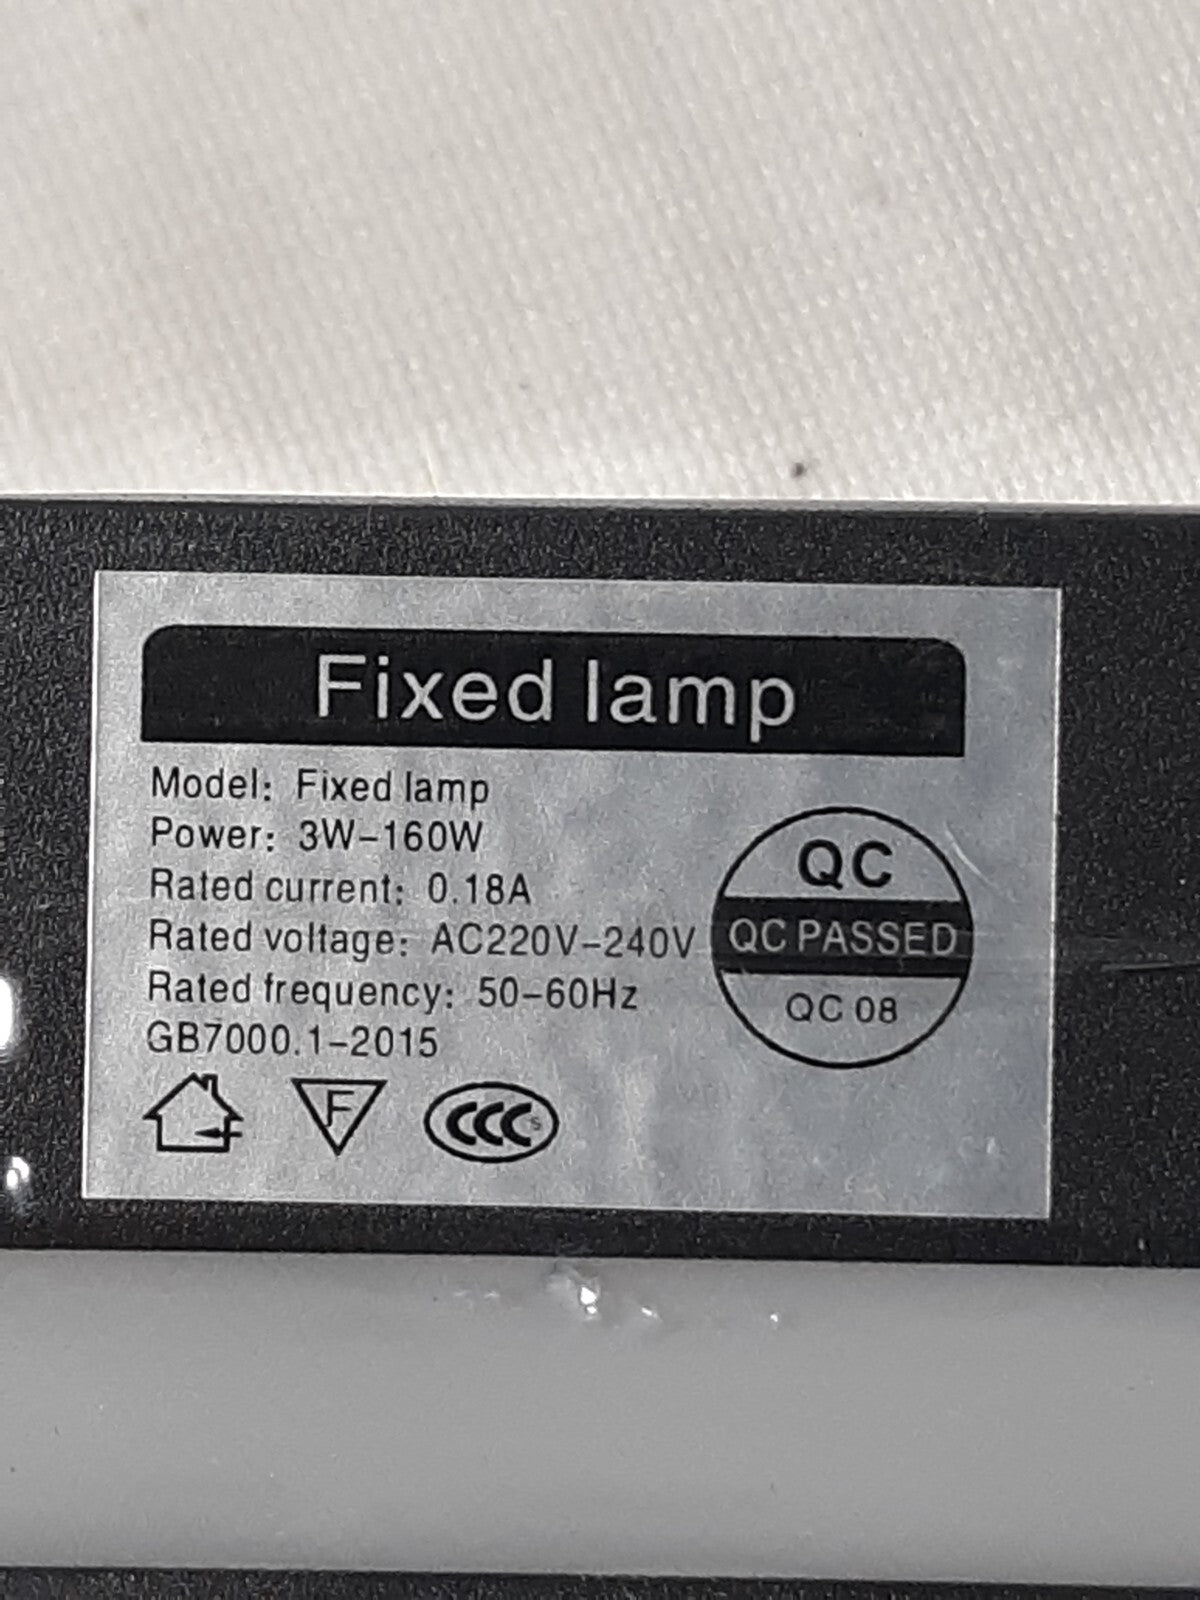 Fixed lamp
Model: Fixed lamp
Power: 3W-160W
Rated current: 0.18A
Rated voltage: AC220V-240V
Rated frequency: 50-60Hz
GB7000.1-2015
F
CCC
S
QC
QC PASSED
QC 08